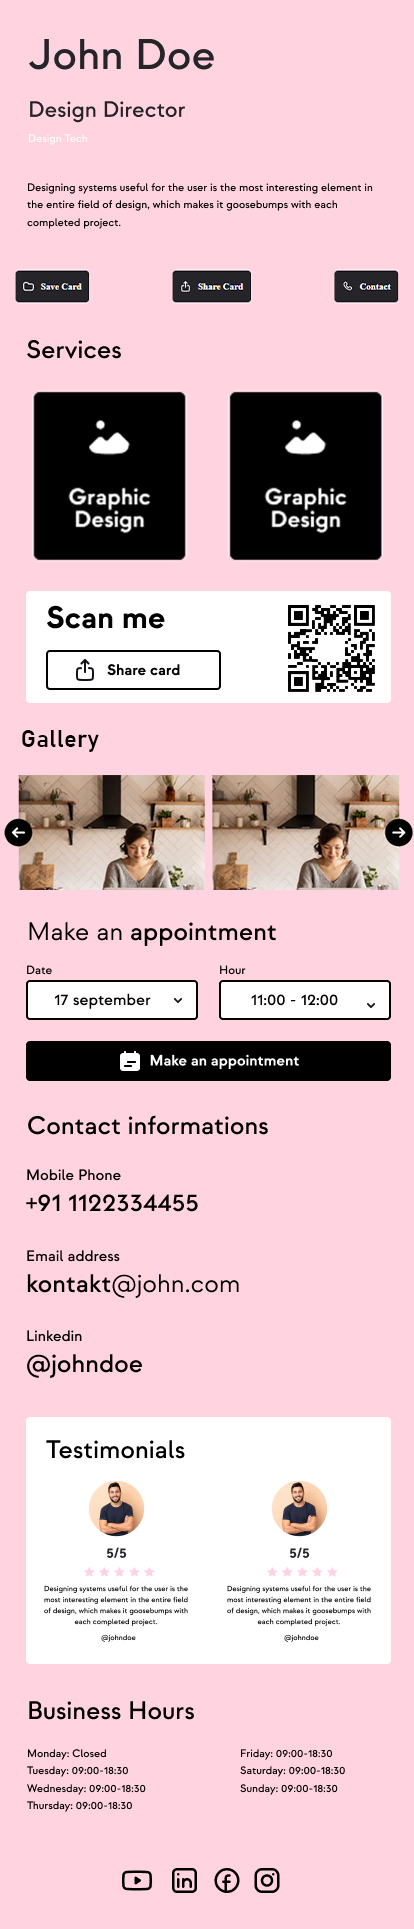 John Doe
Design Director
Design Tech
Designing systems useful for the user is the most interesting element in
the entire field of design, which makes it goosebumps with each
completed project.
Save Card
Share Card
Contact
Services
Graphic
Design
Graphic
Design
Scan me
Share card
Gallery
Make an appointment
Date
Hour
17 september
11:00 - 12:00
Make an appointment
Contact informations
Mobile Phone
+91 1122334455
Email address
kontakt@john.com
Linkedin
@johndoe
Testimonials
5/5
Designing systems useful for the user is the
most interesting element in the entire field
of design, which makes it goosebumps with
each completed project.
@johndoe
5/5
Designing systems useful for the user is the
most interesting element in the entire field
of design, which makes it goosebumps with
each completed project.
@johndoe
Business Hours
Monday: Closed
Tuesday: 09:00-18:30
Wednesday: 09:00-18:30
Thursday: 09:00-18:30
Friday: 09:00-18:30
Saturday: 09:00-18:30
Sunday: 09:00-18:30